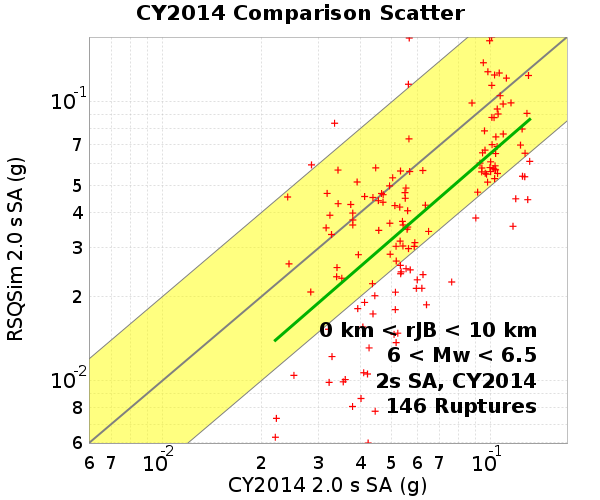 CY2014 Comparison Scatter
RSQSim 2.0 s SA (g)
10-1
7
5
4
3
2
10-2
8
6
0 km < rJB < 10 km
6 < Mw < 6.5
2s SA, CY2014
146 Ruptures
6 7 10-2 2 3 4 5 6 7 10-1
CY2014 2.0 s SA (g)